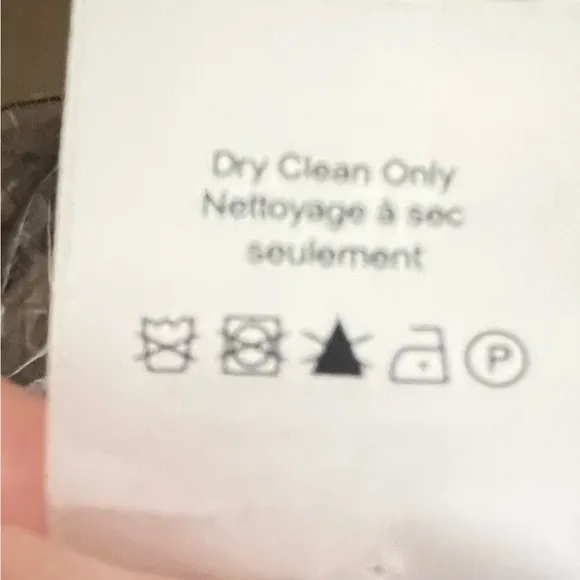 Dry Clean Only
Nettoyage à sec
seulement
P